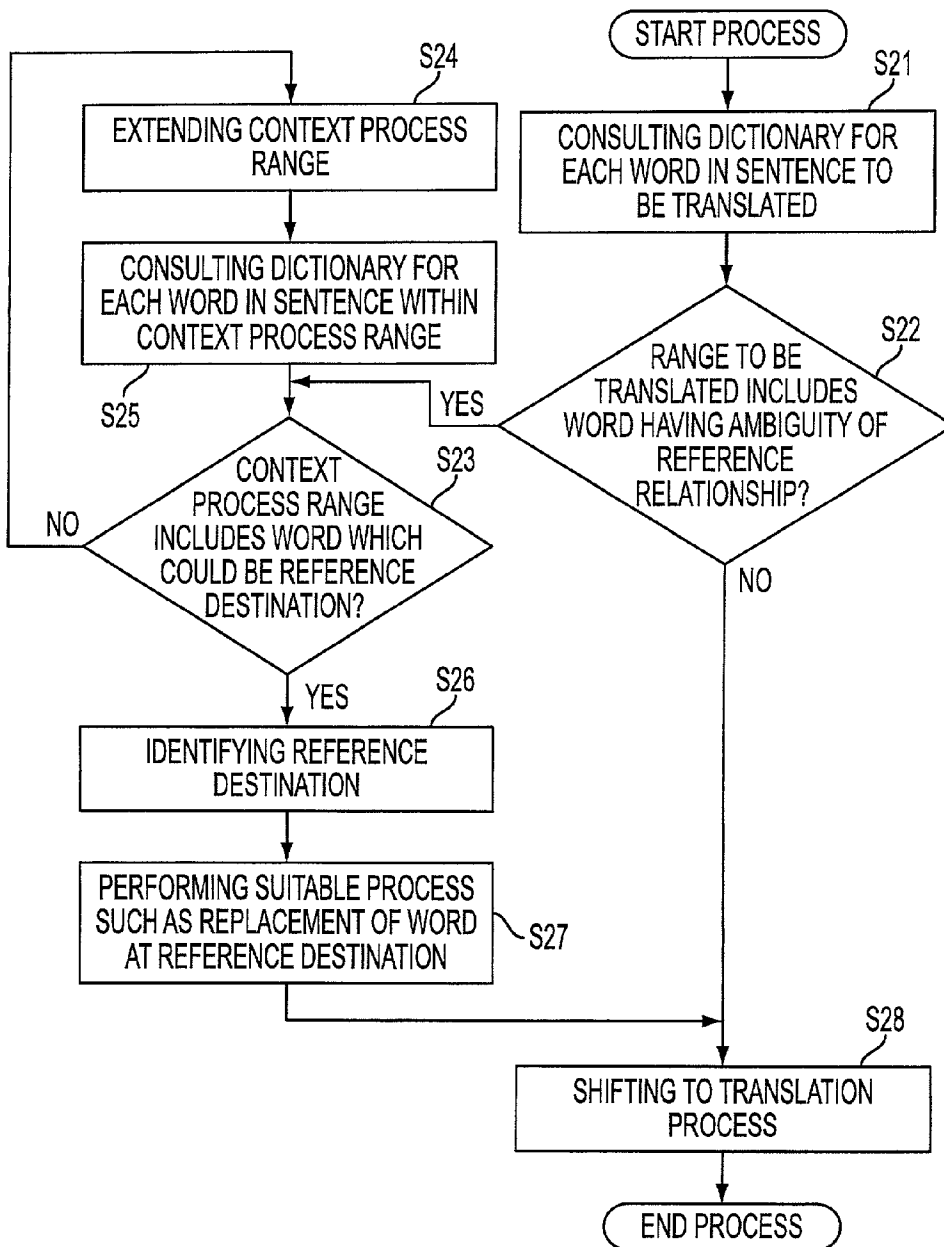 START PROCESS
S21
CONSULTING DICTIONARY FOR
EACH WORD IN SENTENCE TO
BE TRANSLATED
S22
RANGE TO BE
TRANSLATED INCLUDES
WORD HAVING AMBIGUITY OF
REFERENCE
RELATIONSHIP?
YES
NO
S24
EXTENDING CONTEXT PROCESS
RANGE
CONSULTING DICTIONARY FOR
EACH WORD IN SENTENCE WITHIN
CONTEXT PROCESS RANGE
S25
S23
CONTEXT
PROCESS RANGE
INCLUDES WORD WHICH
COULD BE REFERENCE
DESTINATION?
NO
YES
S26
IDENTIFYING REFERENCE
DESTINATION
PERFORMING SUITABLE PROCESS
SUCH AS REPLACEMENT OF WORD
AT REFERENCE DESTINATION
S27
S28
SHIFTING TO TRANSLATION
PROCESS
END PROCESS